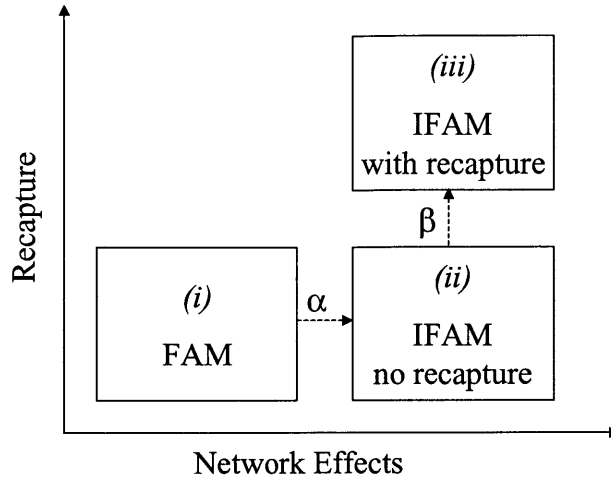 (iii)
IFAM
with recapture
Recapture
β
(i)
FAM
α
(ii)
IFAM
no recapture
Network Effects